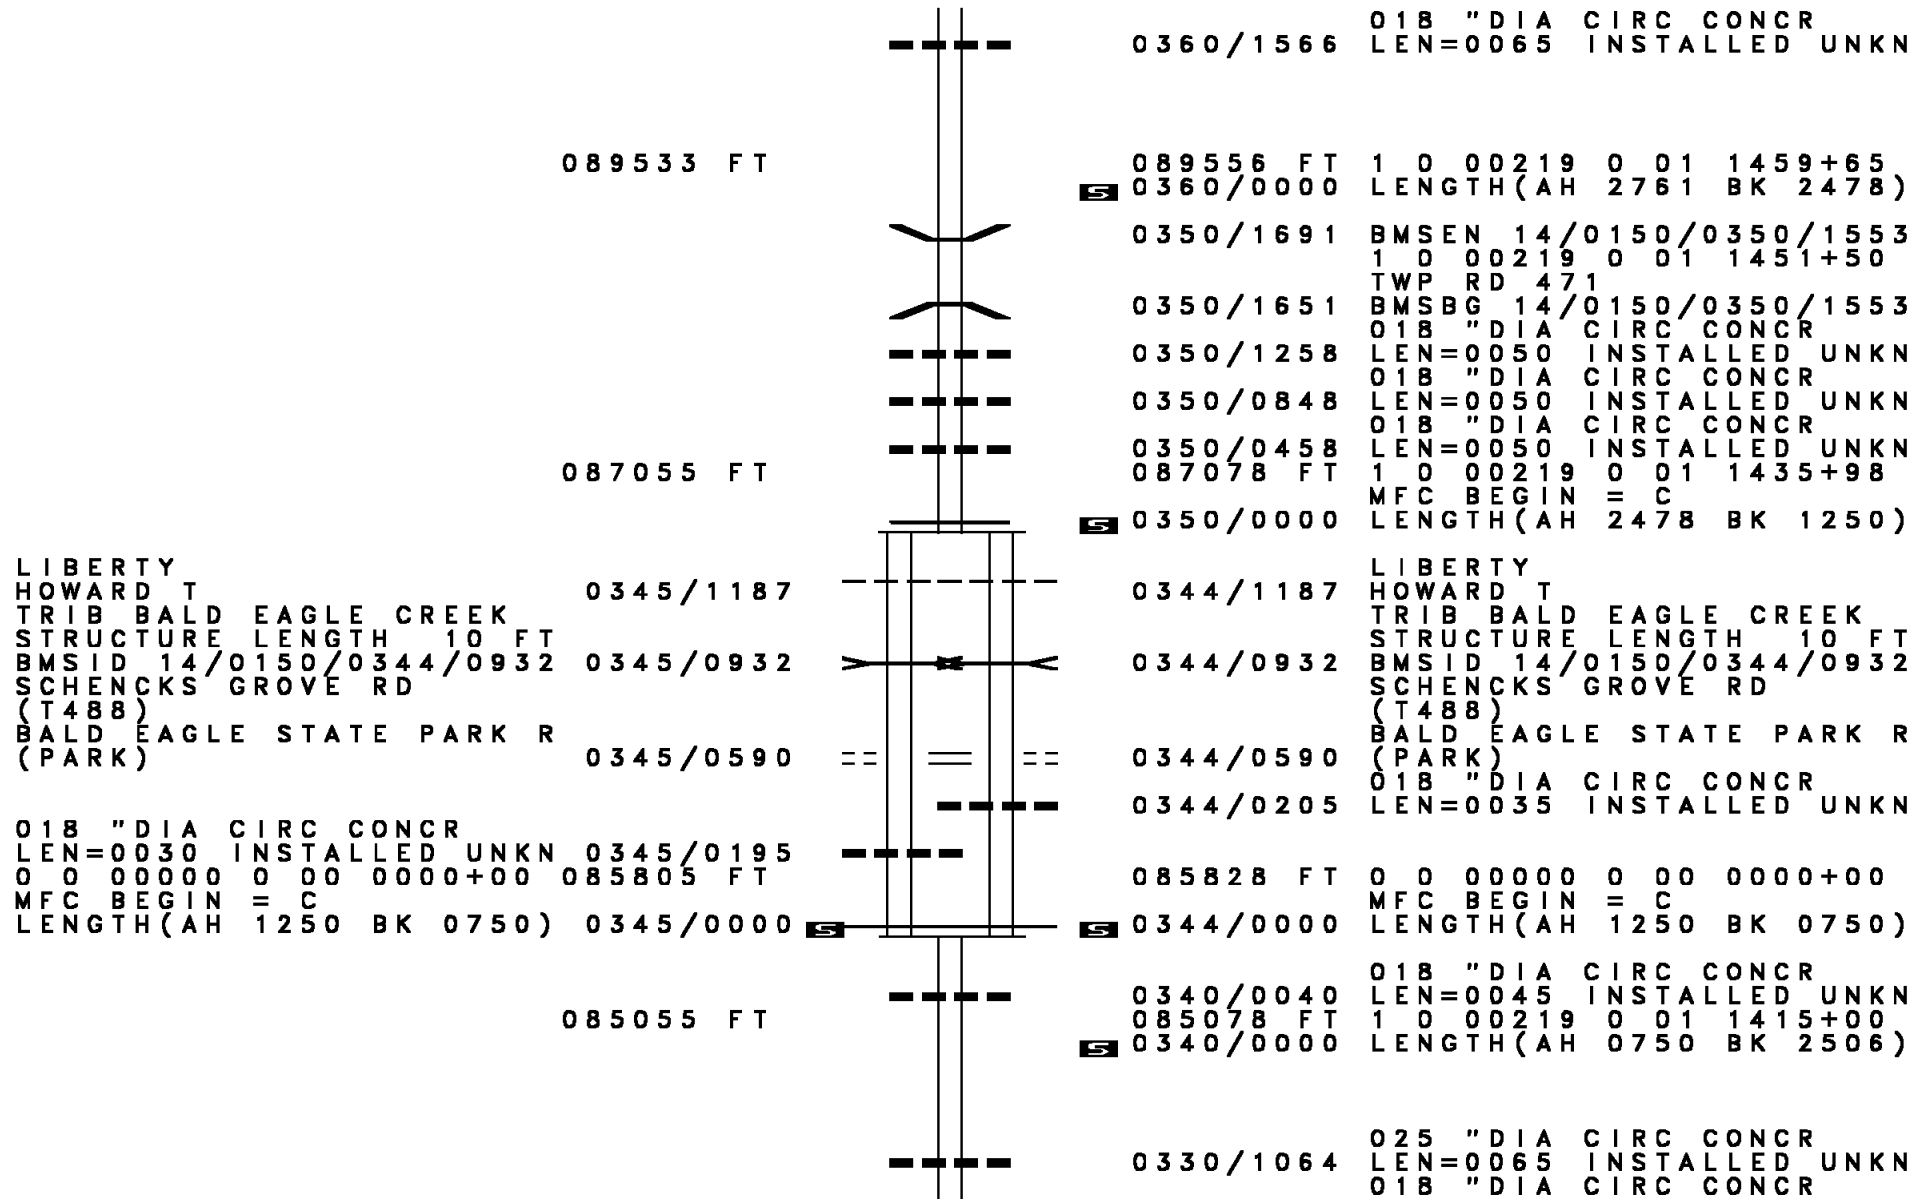 018 "DIA CIRC CONCR
0360/1566 LEN=0065 INSTALLED UNKN
089533 FT 089556 FT 1 0 00219 0 01 1459+65
S 0360/0000 LENGTH(AH 2761 BK 2478)
0350/1691 BMSEN 14/0150/0350/1553
1 0 00219 0 01 1451+50
TWP RD 471
0350/1651 BMSBG 14/0150/0350/1553
018 "DIA CIRC CONCR
0350/1258 LEN=0050 INSTALLED UNKN
018 "DIA CIRC CONCR
0350/0848 LEN=0050 INSTALLED UNKN
018 "DIA CIRC CONCR
0350/0458 LEN=0050 INSTALLED UNKN
087055 FT 087078 FT 1 0 00219 0 01 1435+98
MFC BEGIN = C
S 0350/0000 LENGTH(AH 2478 BK 1250)
LIBERTY LIBERTY
HOWARD T 0345/1187 0344/1187 HOWARD T
TRIB BALD EAGLE CREEK TRIB BALD EAGLE CREEK
STRUCTURE LENGTH 10 FT STRUCTURE LENGTH 10 FT
BMSID 14/0150/0344/0932 0345/0932 0344/0932 BMSID 14/0150/0344/0932
SCHENCKS GROVE RD SCHENCKS GROVE RD
(T488) (T488)
BALD EAGLE STATE PARK R BALD EAGLE STATE PARK R
(PARK) 0345/0590 0344/0590 (PARK)
018 "DIA CIRC CONCR
0344/0205 LEN=0035 INSTALLED UNKN
018 "DIA CIRC CONCR
LEN=0030 INSTALLED UNKN 0345/0195
0 0 00000 0 00 0000+00 085805 FT 085828 FT 0 0 00000 0 00 0000+00
MFC BEGIN = C MFC BEGIN = C
LENGTH(AH 1250 BK 0750) 0345/0000 S S 0344/0000 LENGTH(AH 1250 BK 0750)
018 "DIA CIRC CONCR
0340/0040 LEN=0045 INSTALLED UNKN
085055 FT 085078 FT 1 0 00219 0 01 1415+00
S 0340/0000 LENGTH(AH 0750 BK 2506)
025 "DIA CIRC CONCR
0330/1064 LEN=0065 INSTALLED UNKN
018 "DIA CIRC CONCR